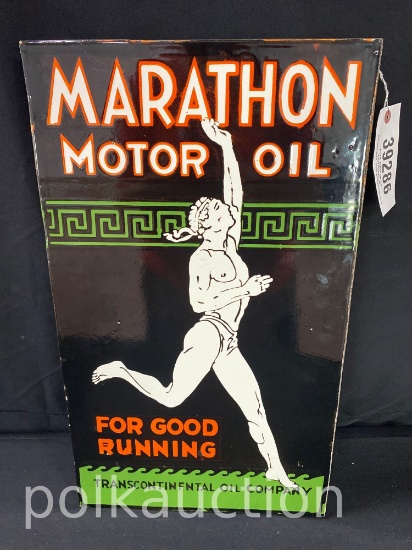 MARATHON
MOTOR OIL
39286
FOR GOOD
RUNNING
TRANSCONTINENTAL OIL COMPANY
polkauction